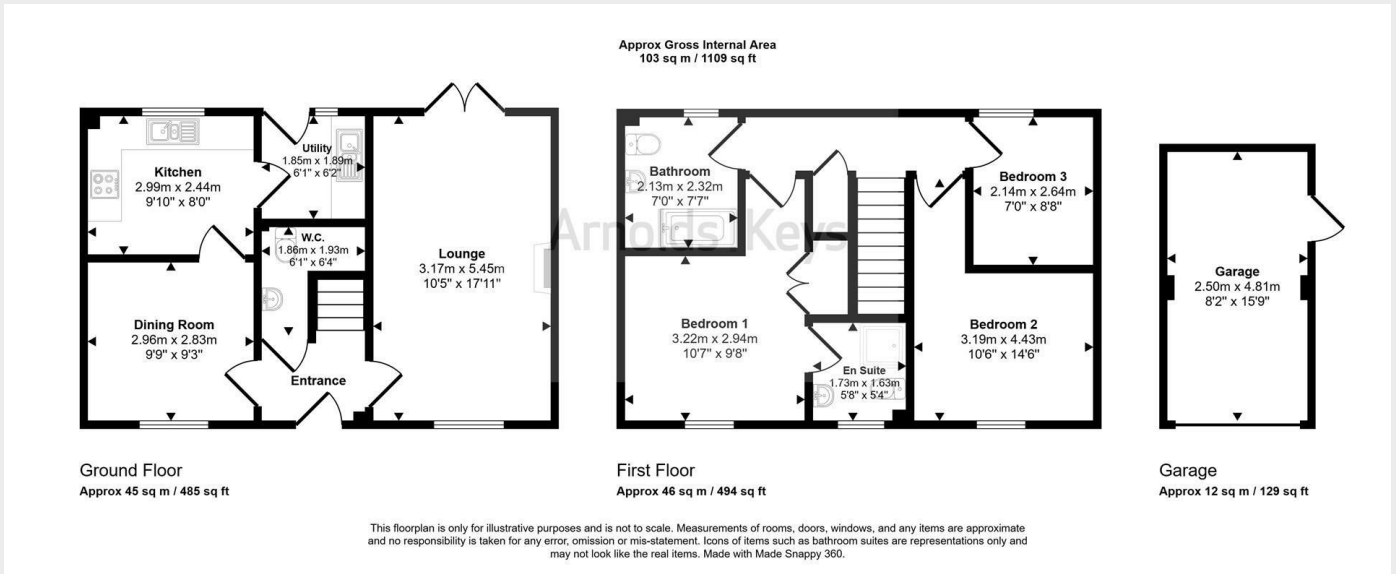 Approx Gross Internal Area
103 sq m / 1109 sq ft
Kitchen
2.99m x 2.44m
9'10" x 8'0"
Utility
1.85m x 1.89m
6'1" x 6'2"
W.C.
1.86m x 1.93m
6'1" x 6'4"
Lounge
3.17m x 5.45m
10'5" x 17'11"
Dining Room
2.96m x 2.83m
9'9" x 9'3"
Entrance
Bathroom
2.13m x 2.32m
7'0" x 7'7"
Bedroom 3
2.14m x 2.64m
7'0" x 8'8"
Arnolds Keys
Bedroom 1
3.22m x 2.94m
10'7" x 9'8"
En Suite
1.73m x 1.63m
5'8" x 5'4"
Bedroom 2
3.19m x 4.43m
10'6" x 14'6"
Garage
2.50m x 4.81m
8'2" x 15'9"
Ground Floor
Approx 45 sq m / 485 sq ft
First Floor
Approx 46 sq m / 494 sq ft
Garage
Approx 12 sq m / 129 sq ft
This floorplan is only for illustrative purposes and is not to scale. Measurements of rooms, doors, windows, and any items are approximate
and no responsibility is taken for any error, omission or mis-statement. Icons of items such as bathroom suites are representations only and
may not look like the real items. Made with Made Snappy 360.